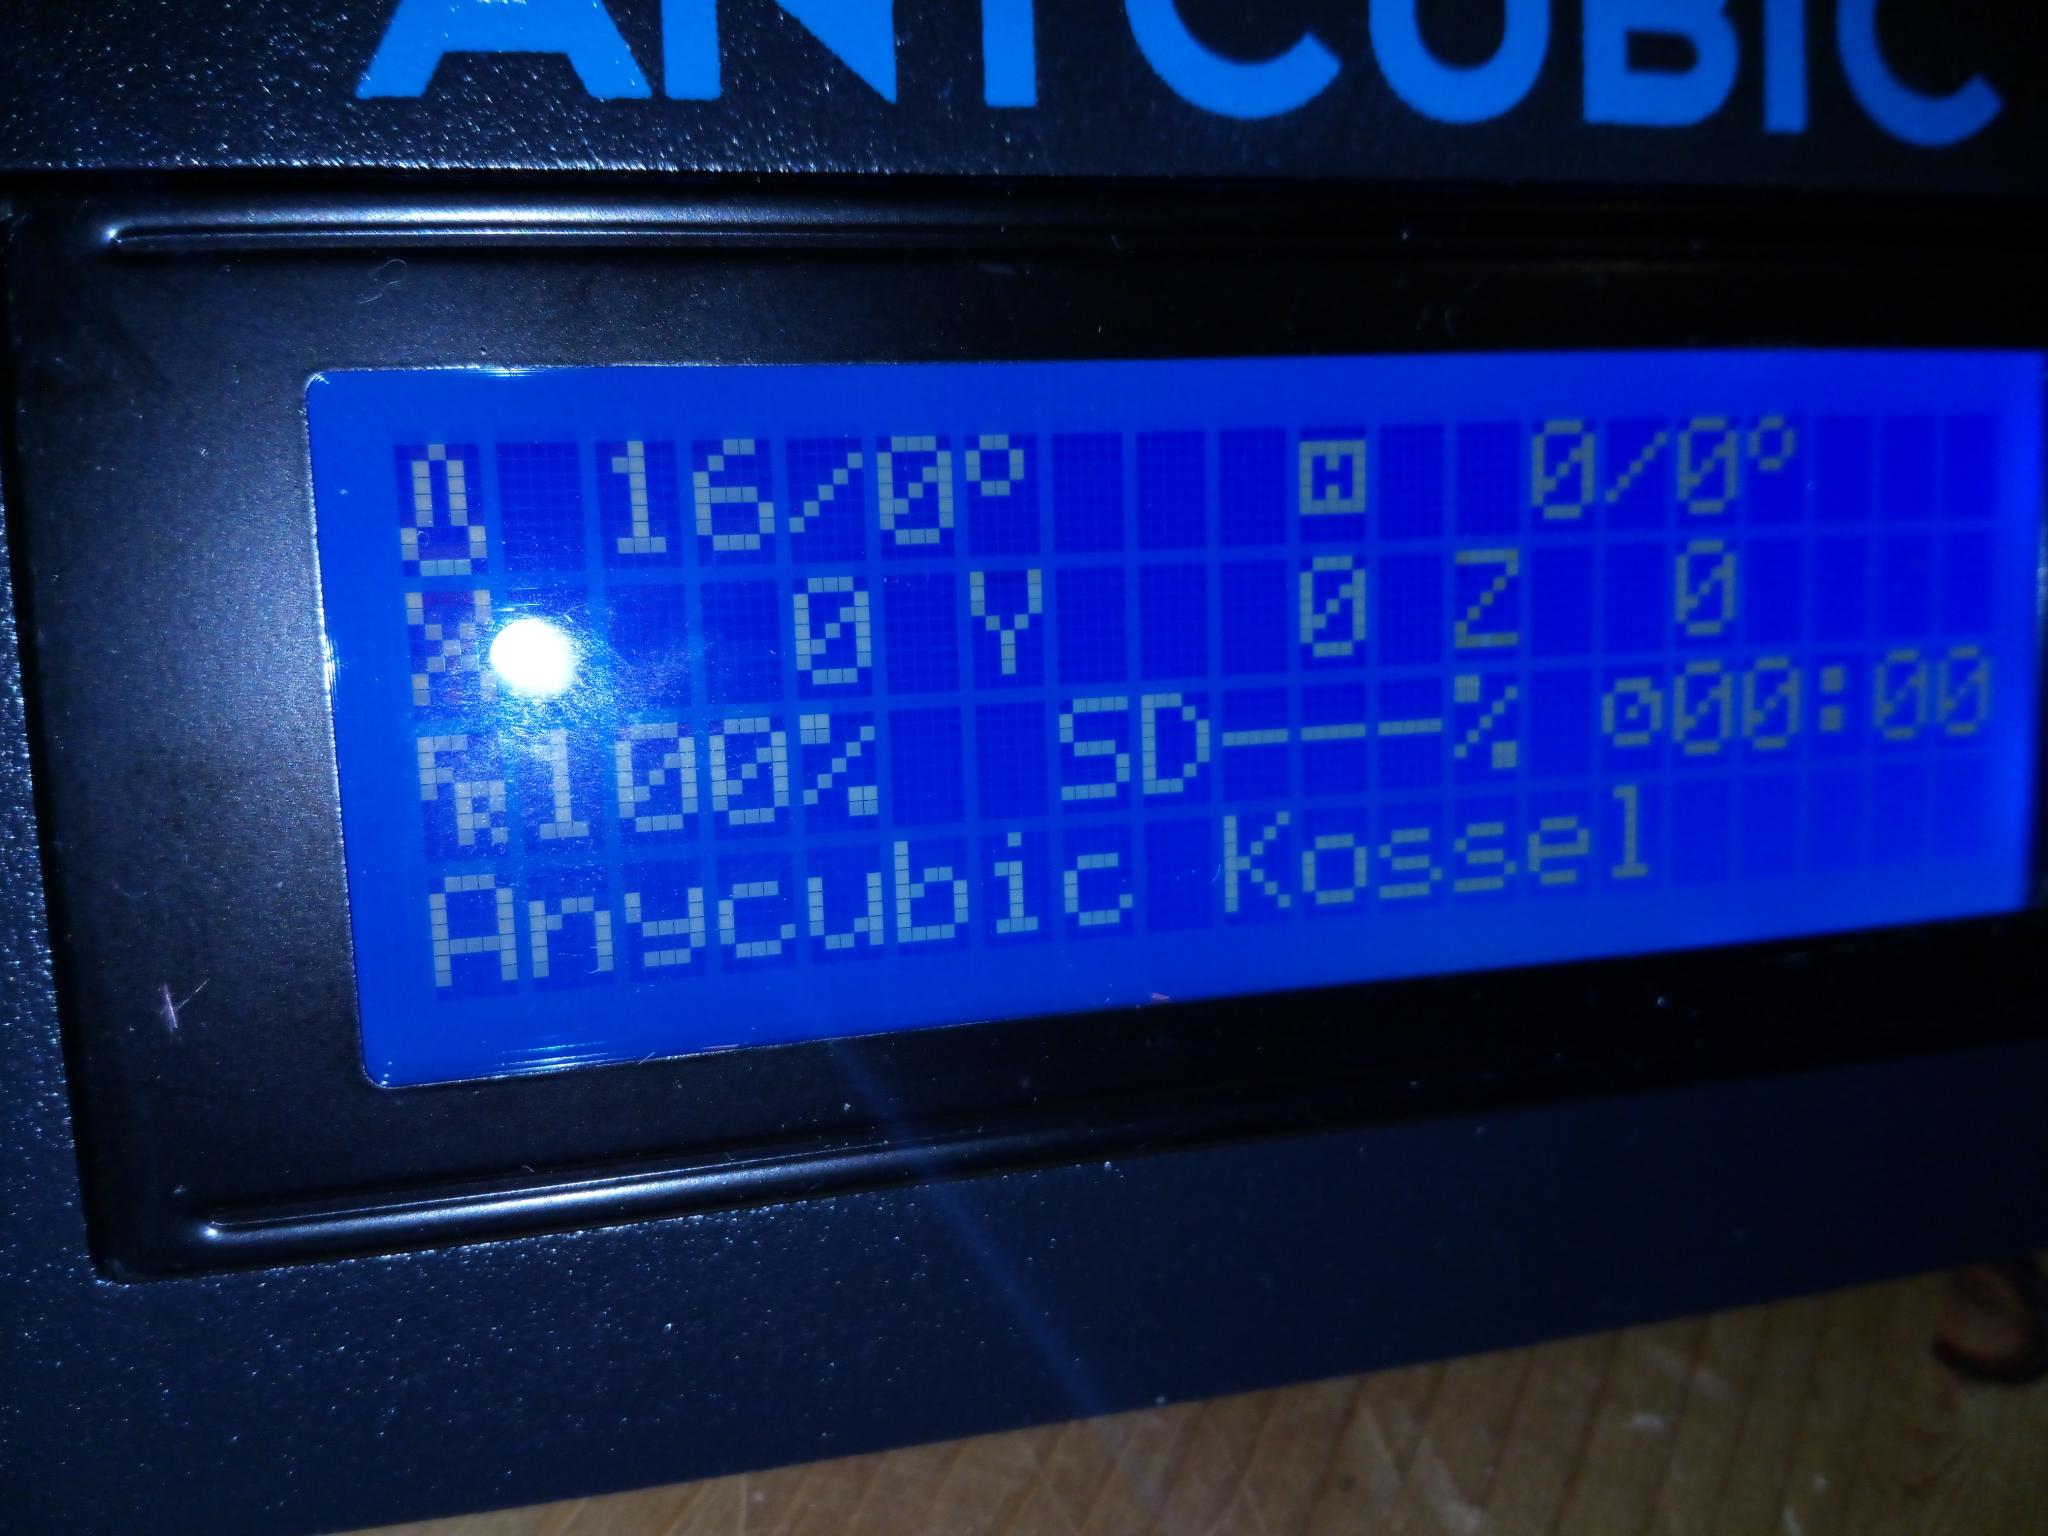 ANYCUBIC
16/0° 0/0°
X 0 Y 0 Z 0
100% SD---% 00:00
Anycubic Kossel